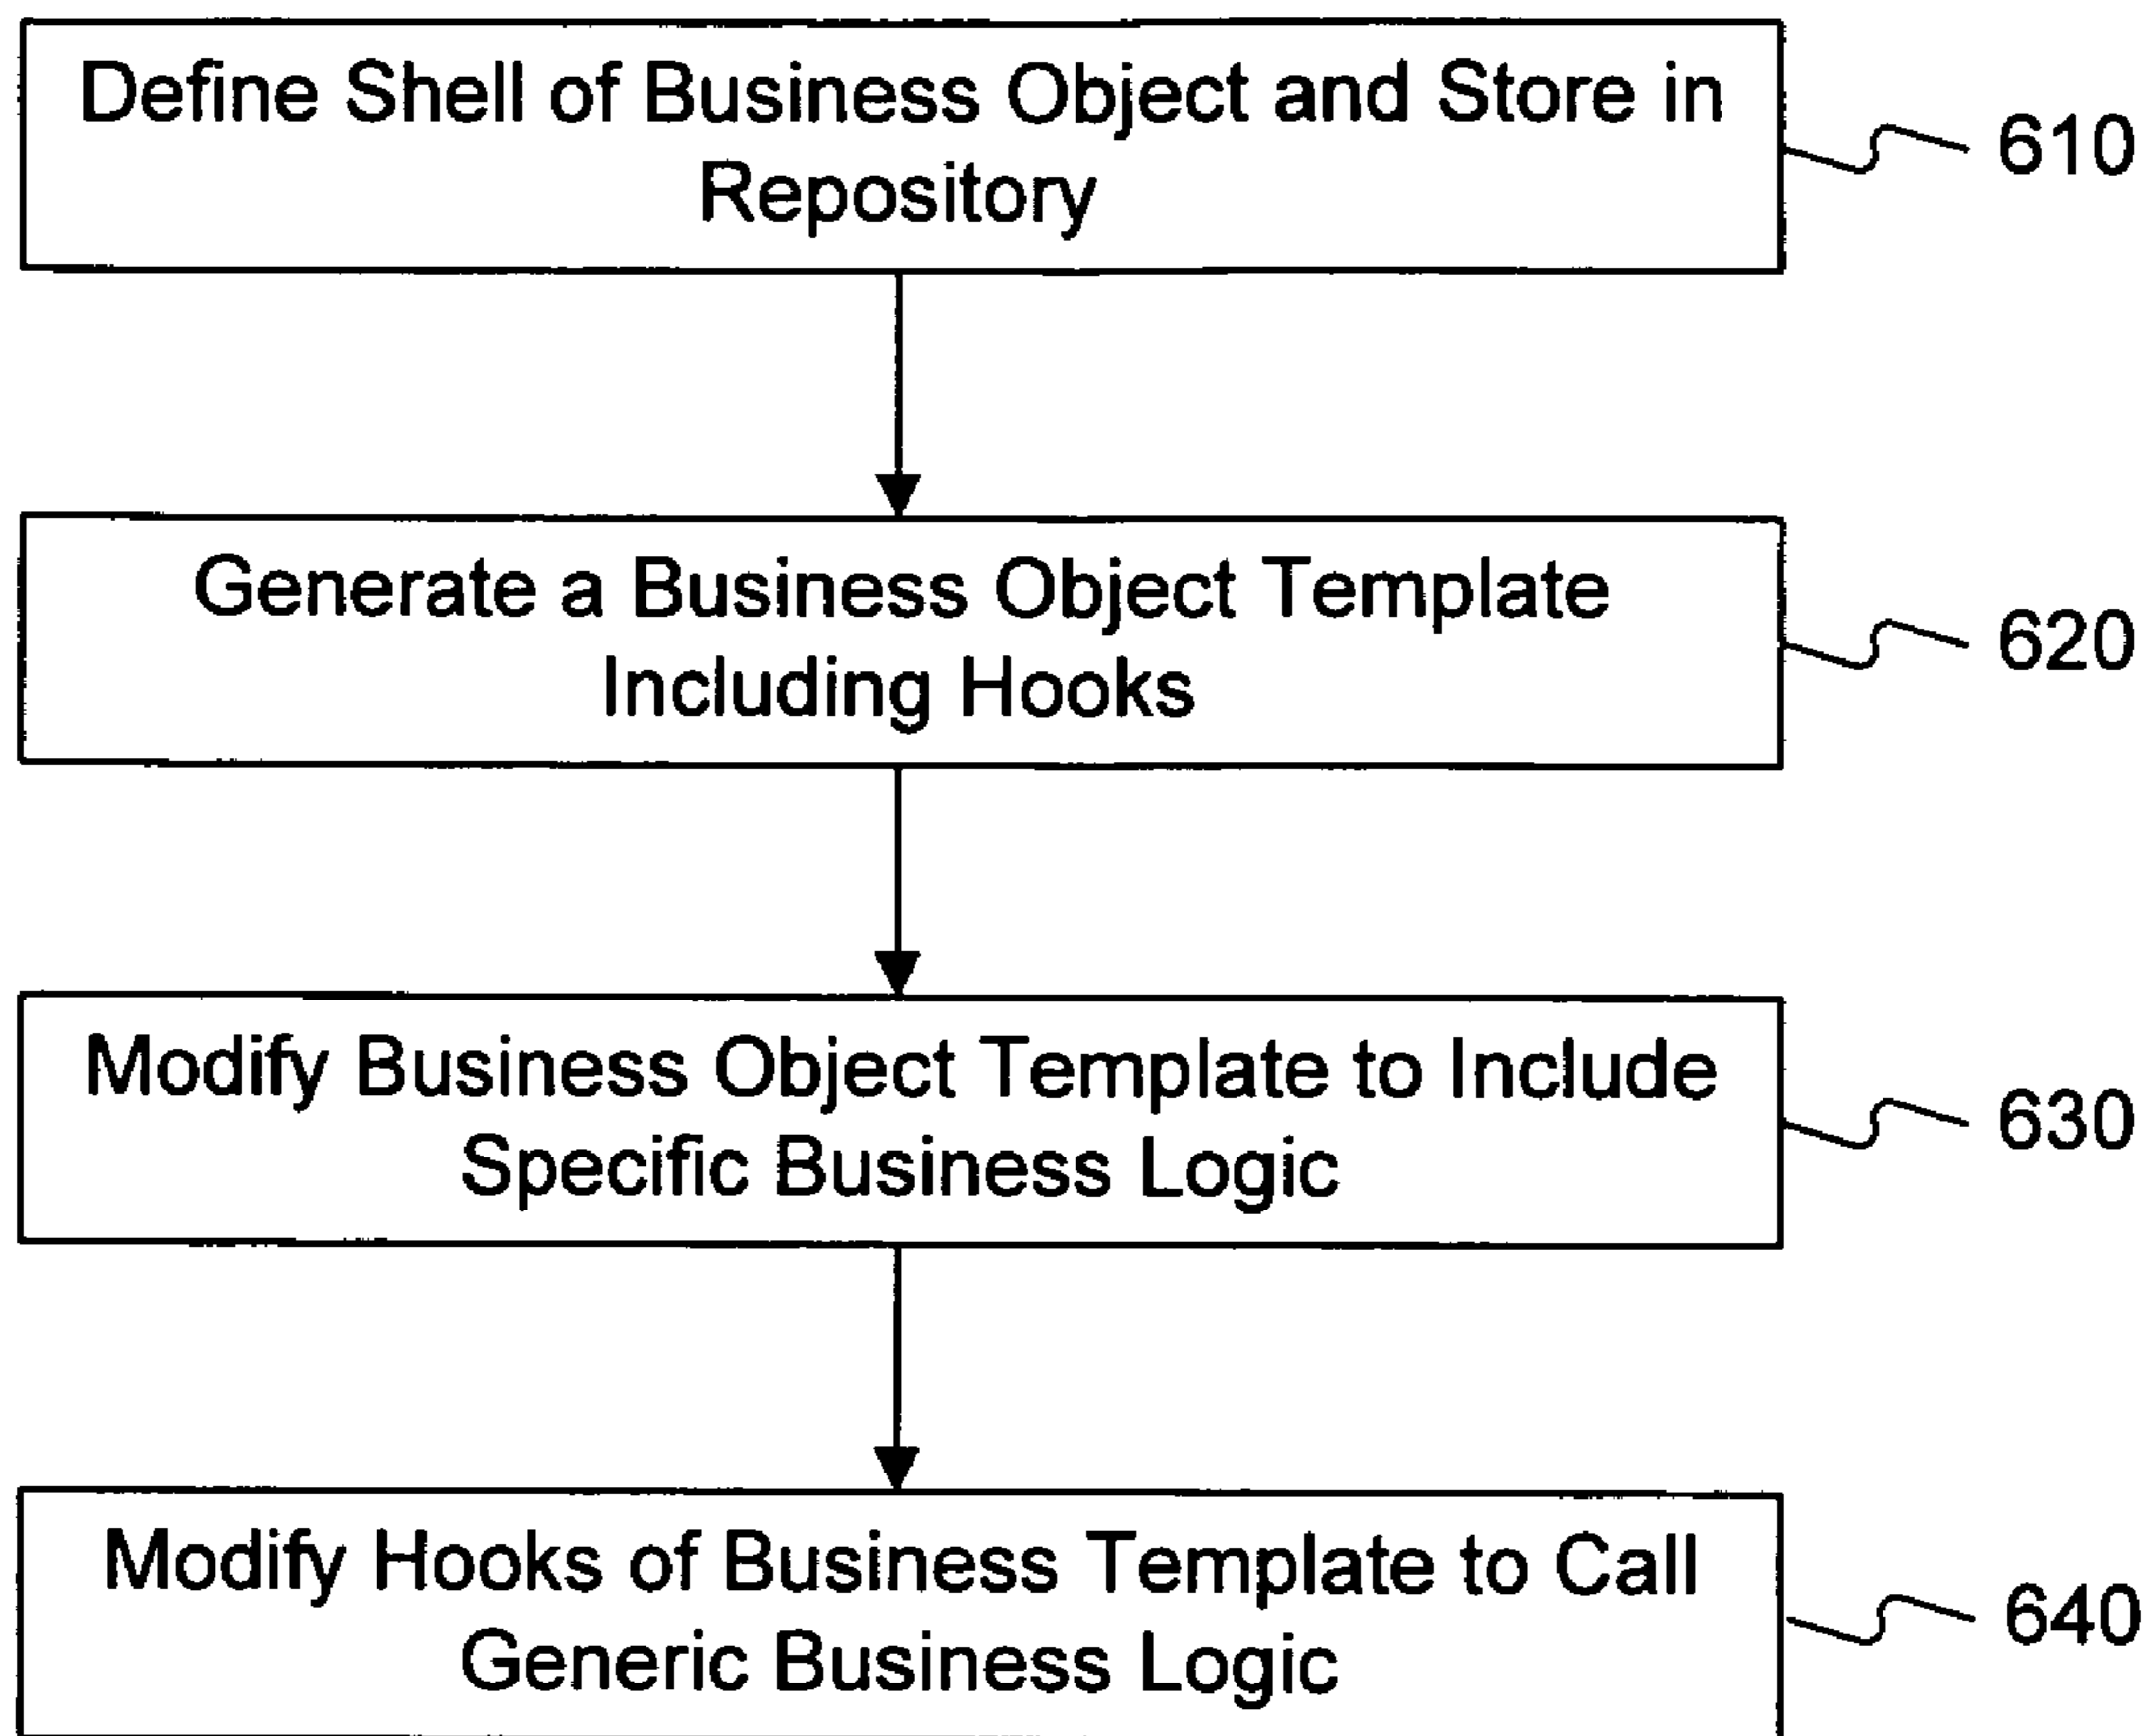 Define Shell of Business Object and Store in
Repository
610
Generate a Business Object Template
Including Hooks
620
Modify Business Object Template to Include
Specific Business Logic
630
Modify Hooks of Business Template to Call
Generic Business Logic
640